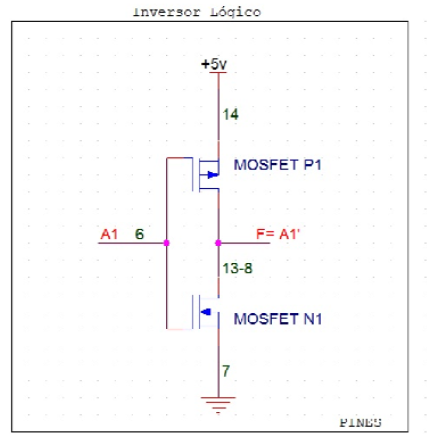 Inversor Lógico
+5v
14
MOSFET P1
A1 6 F= A1'
13-8
MOSFET N1
7
PINES